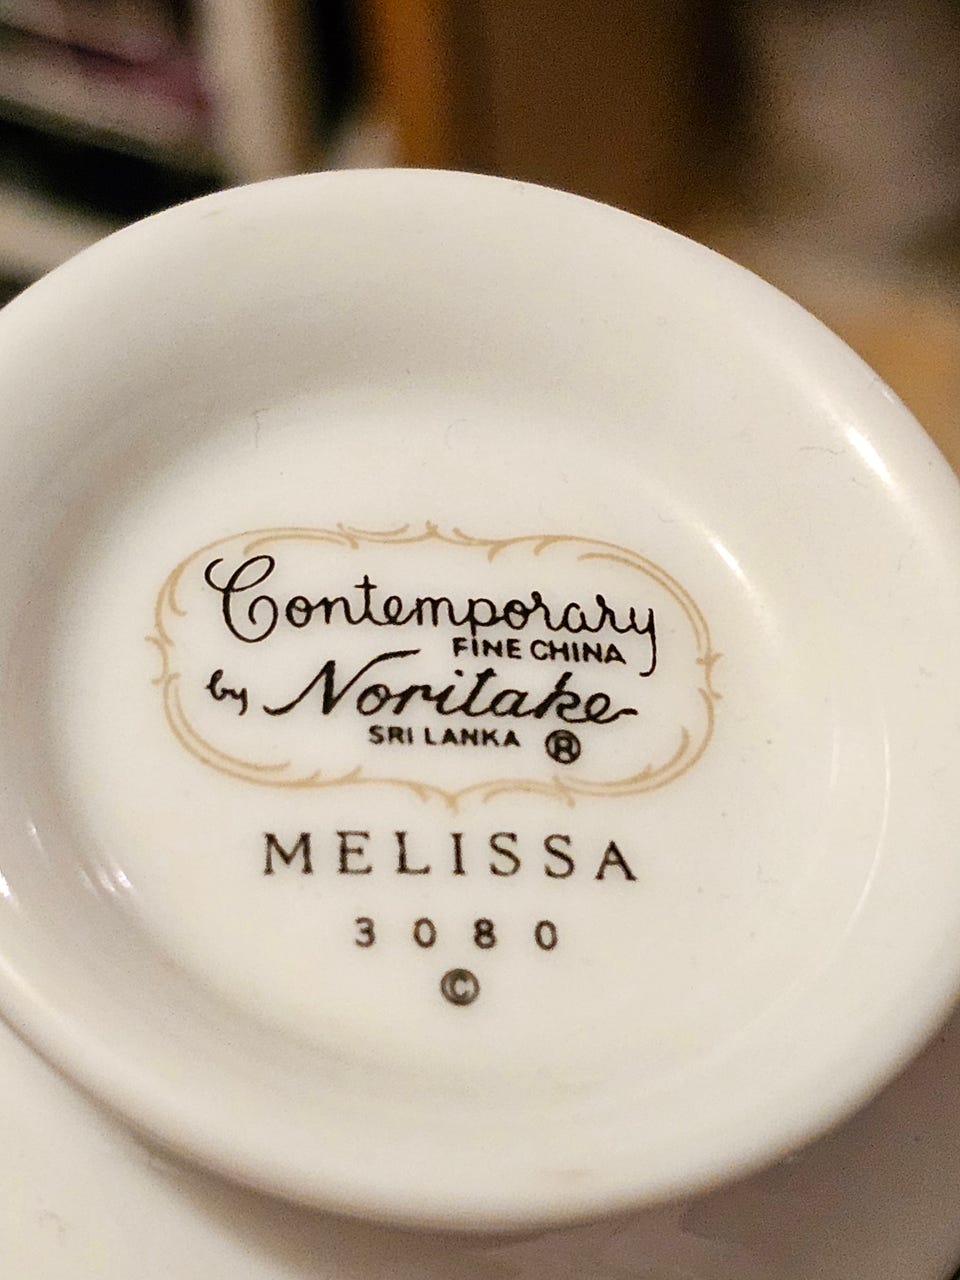 Contemporary
FINE CHINA
by Noritake
SRI LANKA ®
MELISSA
3080
©